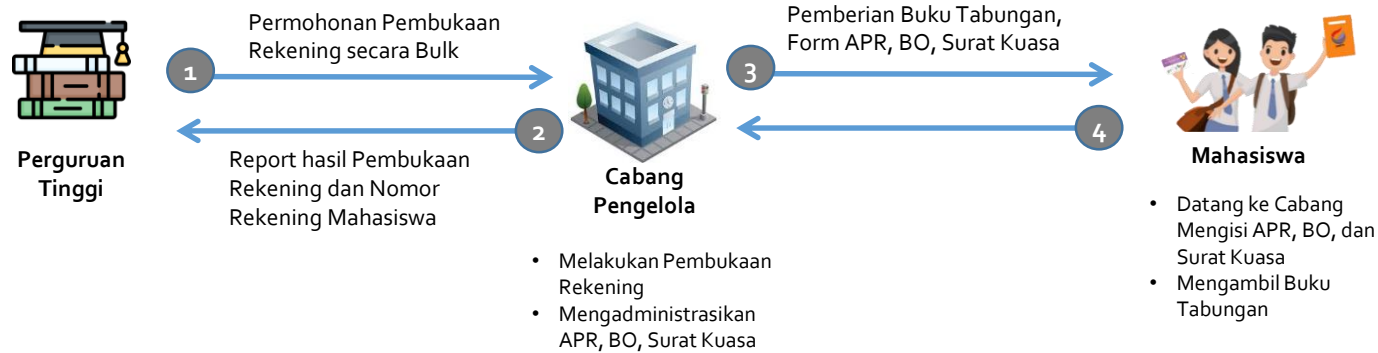 Permohonan Pembukaan
Rekening secara Bulk
1
Pemberian Buku Tabungan,
Form APR, BO, Surat Kuasa
3
2
4
Perguruan
Tinggi
Report hasil Pembukaan
Rekening dan Nomor
Rekening Mahasiswa
Cabang
Pengelola
• Melakukan Pembukaan
Rekening
• Mengadministrasikan
APR, BO, Surat Kuasa
Mahasiswa
• Datang ke Cabang
Mengisi APR, BO, dan
Surat Kuasa
• Mengambil Buku
Tabungan